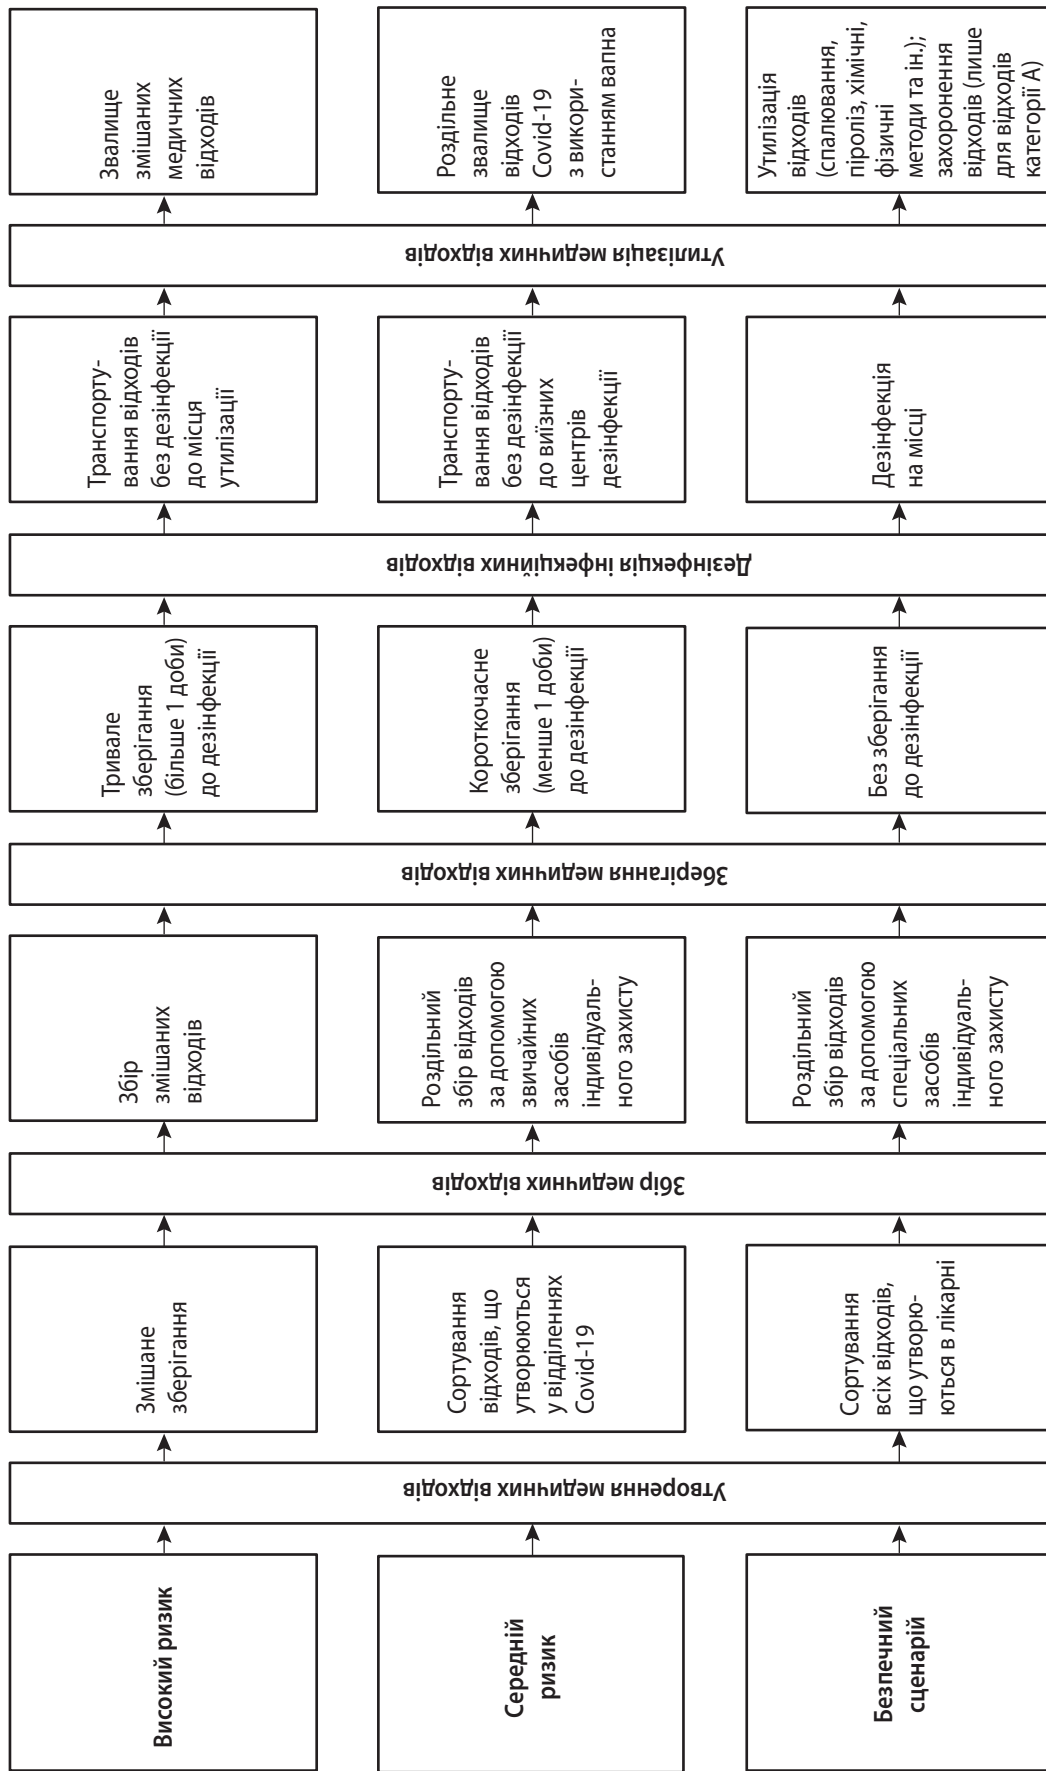 Високий ризик
Середній
ризик
Безпечний
сценарій
Утворення медичних відходів
Змішане
зберігання
Сортування
відходів, що
утворюються
у відділеннях
Covid-19
Сортування
всіх відходів,
що утворю-
ються в лікарні
Збір медичних відходів
Збір
змішаних
відходів
Роздільний
збір відходів
за допомогою
звичайних
засобів
індивідуаль-
ного захисту
Роздільний
збір відходів
за допомогою
спеціальних
засобів
індивідуаль-
ного захисту
Зберігання медичних відходів
Тривале
зберігання
(більше 1 доби)
до дезінфекції
Короткочасне
зберігання
(менше 1 доби)
до дезінфекції
Без зберігання
до дезінфекції
Дезінфекція інфекційних відходів
Транспорту-
вання відходів
без дезінфекції
до місця
утилізації
Транспорту-
вання відходів
без дезінфекції
до виїзних
центрів
дезінфекції
Дезінфекція
на місці
Утилізація медичних відходів
Звалище
змішаних
медичних
відходів
Роздільне
звалище
відходів
Covid-19
з викори-
станням вапна
Утилізація
відходів
(спалювання,
піроліз, хімічні,
фізичні
методи та ін.);
захоронення
відходів (лише
для відходів
категорії А)